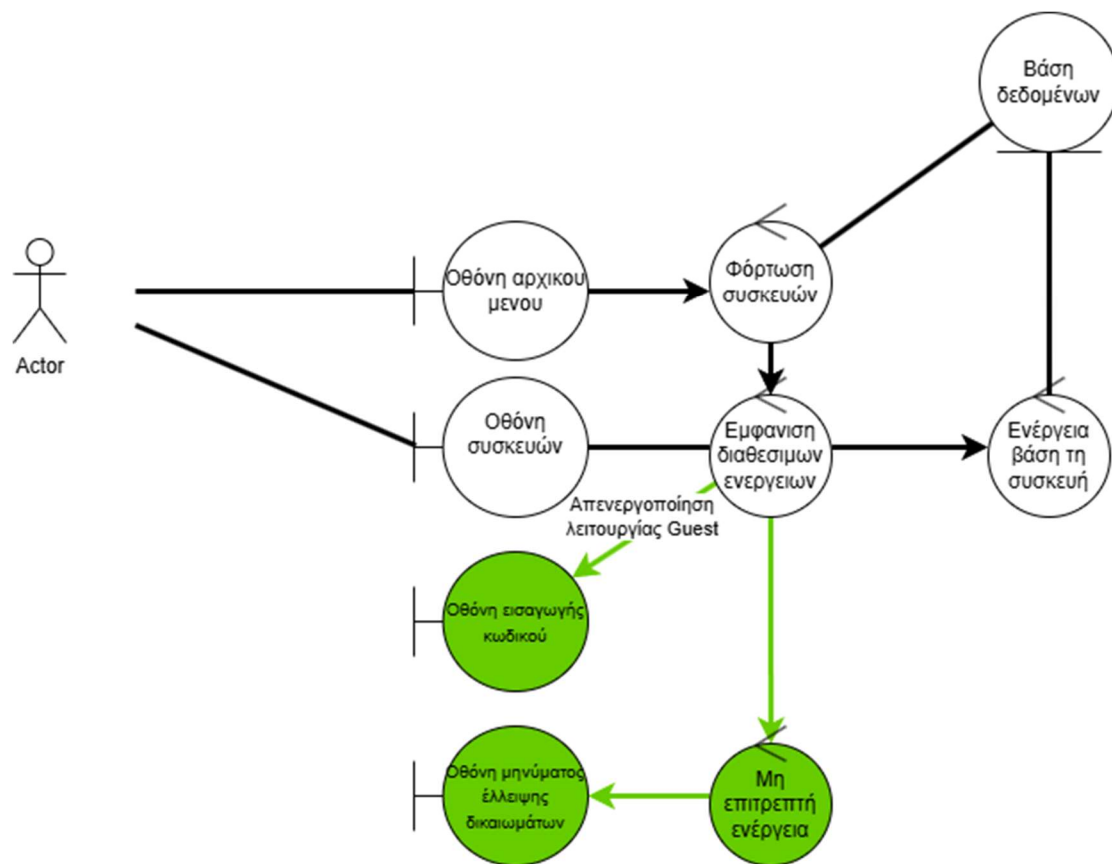 Βάση
δεδομένων
Οθόνη αρχικου
μενου
Φόρτωση
συσκευών
Actor
Οθόνη
συσκευών
Εμφανιση
διαθεσιμων
ενεργειων
Ενέργεια
βάση τη
συσκευή
Απενεργοποίηση
λειτουργίας Guest
Οθόνη εισαγωγής
κωδικού
Οθόνη μηνύματος
έλλειψης
δικαιωμάτων
Μη
επιτρεπτή
ενέργεια